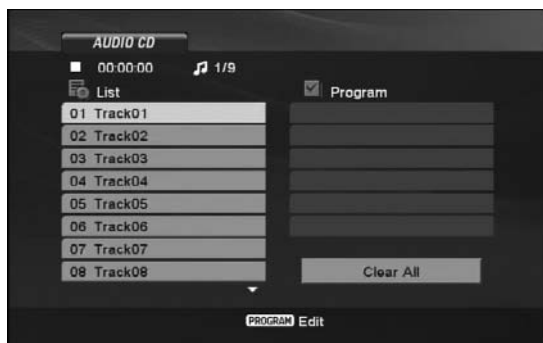 AUDIO CD
00:00:00 1/9
List
01 Track01
02 Track02
03 Track03
04 Track04
05 Track05
06 Track06
07 Track07
08 Track08
Program
Clear All
PROGRAM Edit